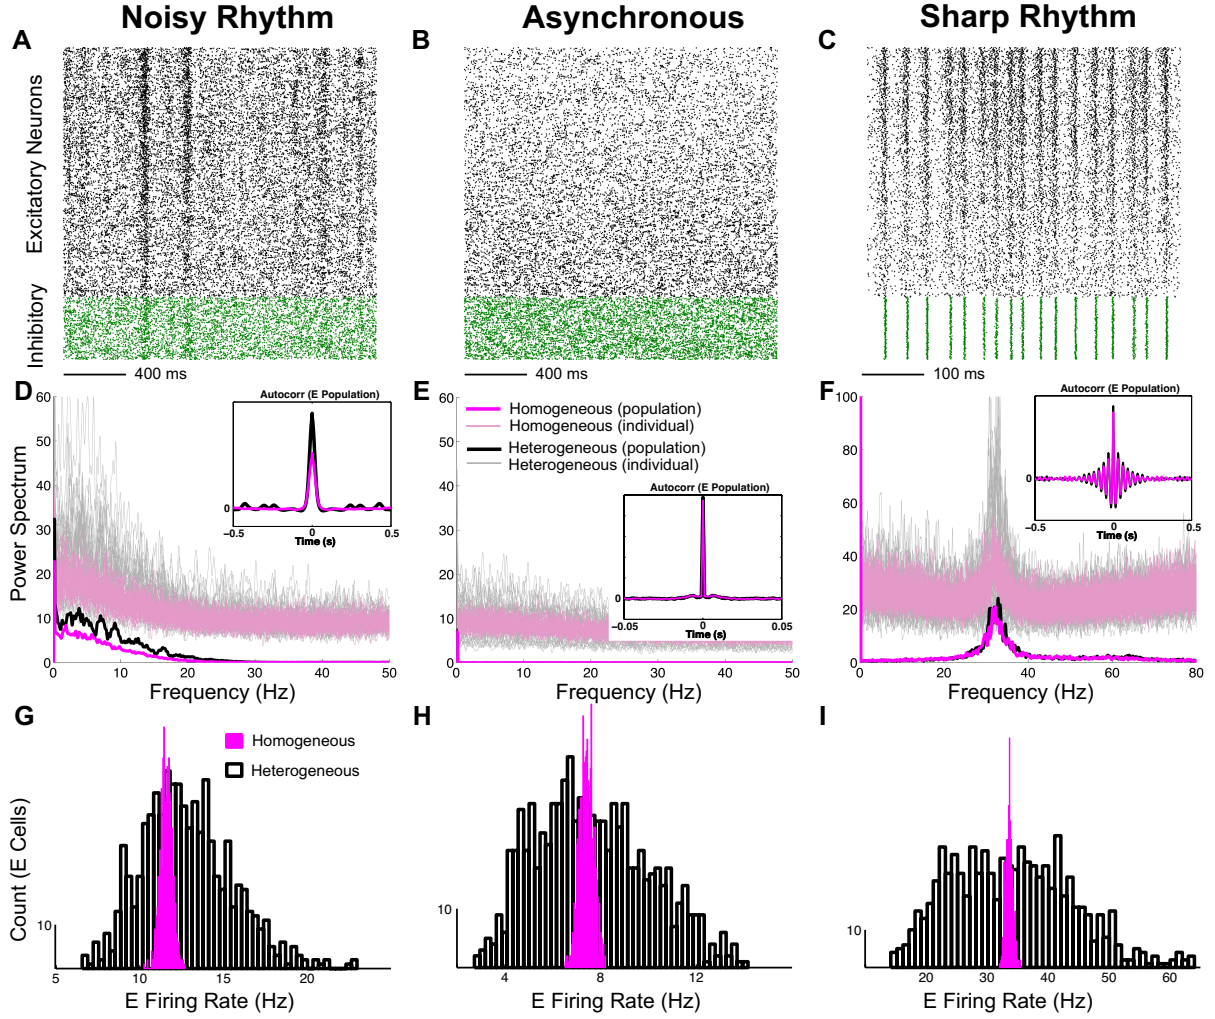 Noisy Rhythm
Asynchronous
Sharp Rhythm
A
B
C
Excitatory Neurons
Inhibitory
400 ms
400 ms
100 ms
D
60
50
40
30
20
10
0
0
10
20
30
40
50
Power Spectrum
Frequency (Hz)
Autocorr (E Population)
0
−0.5
0
0.5
Time (s)
E
60
50
40
30
20
10
0
0
10
20
30
40
50
Frequency (Hz)
Homogeneous (population)
Homogeneous (individual)
Heterogeneous (population)
Heterogeneous (individual)
Autocorr (E Population)
0
−0.05
0
0.05
Time (s)
F
100
80
60
40
20
0
0
20
40
60
80
Frequency (Hz)
Autocorr (E Population)
0
−0.5
0
0.5
Time (s)
G
Homogeneous
Heterogeneous
Count (E Cells)
10
5
10
15
20
E Firing Rate (Hz)
H
10
4
8
12
E Firing Rate (Hz)
I
10
20
30
40
50
60
E Firing Rate (Hz)